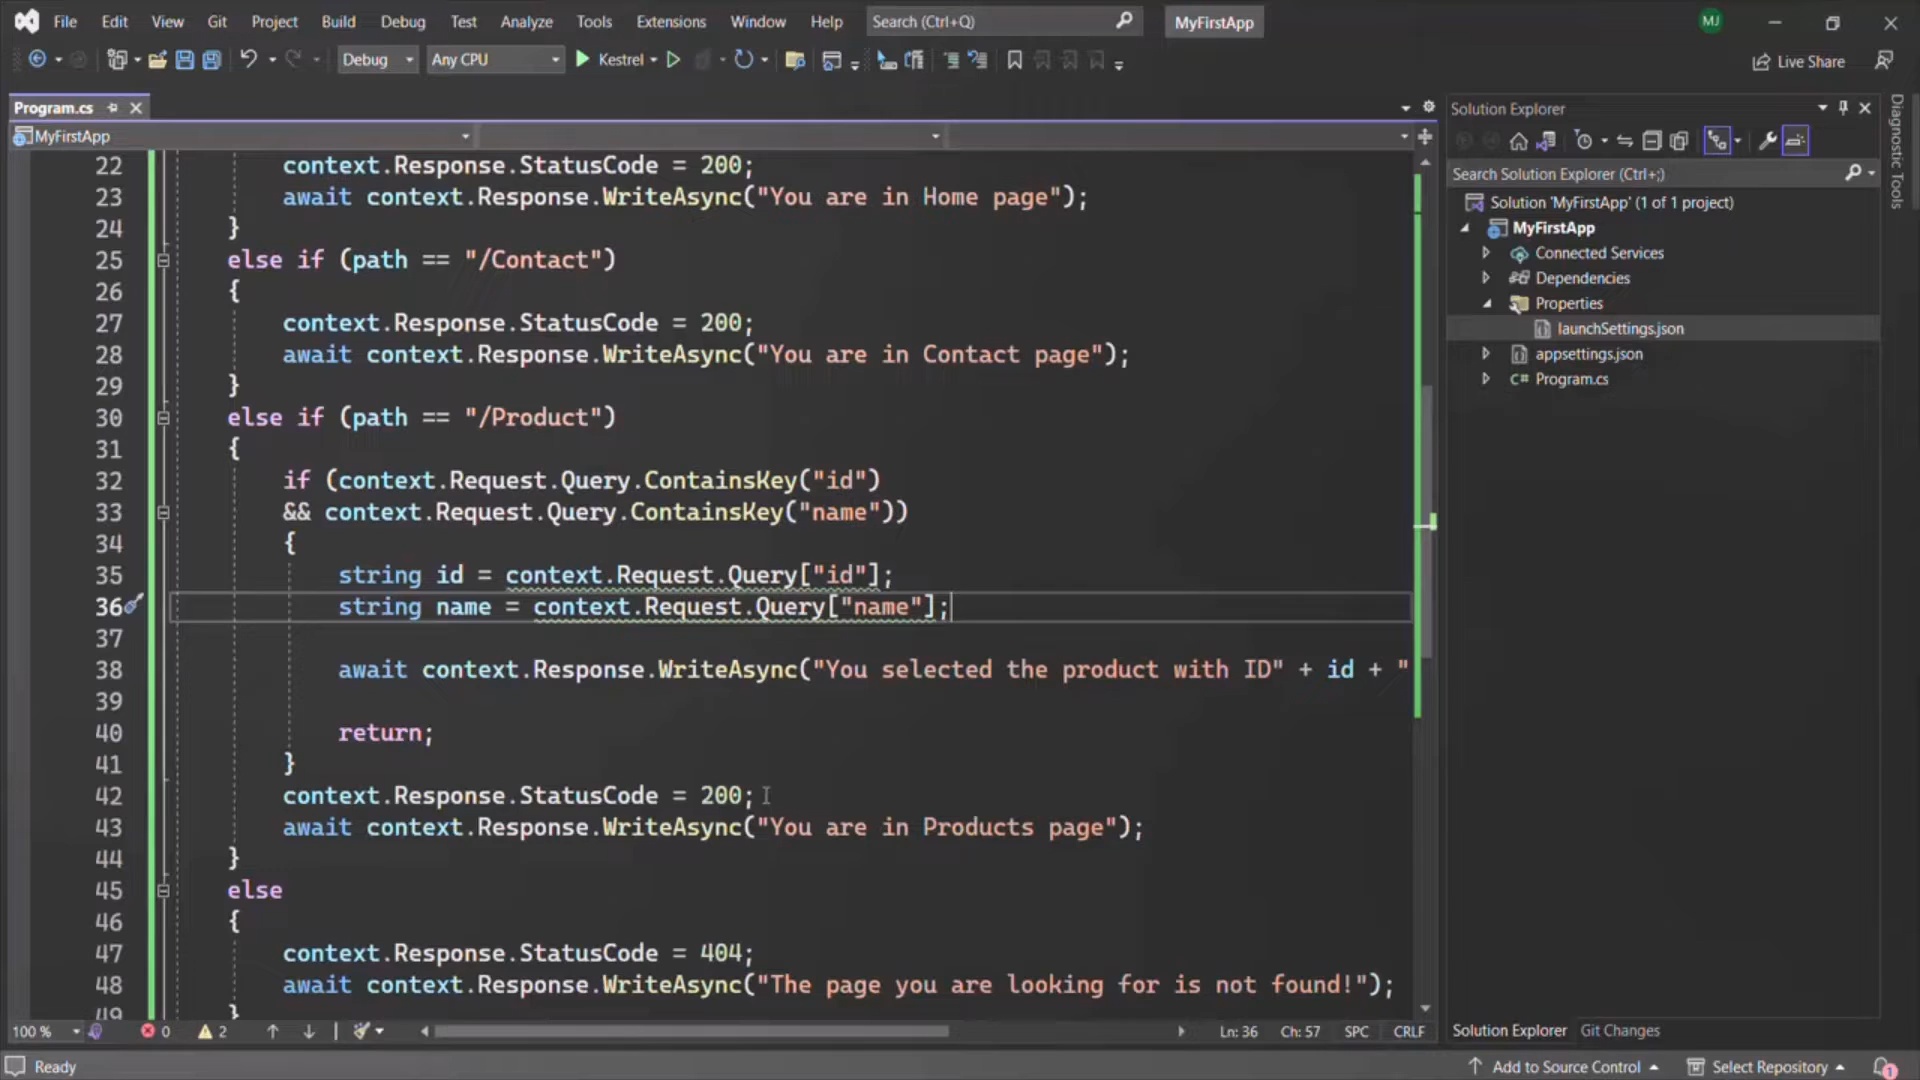 File Edit View Git Project Build Debug Test Analyze Tools Extensions Window Help Search (Ctrl+Q) MyFirstApp MJ
Debug Any CPU Kestrel Live Share
Program.cs
MyFirstApp
22 context.Response.StatusCode = 200;
23 await context.Response.WriteAsync("You are in Home page");
24 }
25 else if (path == "/Contact")
26 {
27 context.Response.StatusCode = 200;
28 await context.Response.WriteAsync("You are in Contact page");
29 }
30 else if (path == "/Product")
31 {
32 if (context.Request.Query.ContainsKey("id")
33 && context.Request.Query.ContainsKey("name"))
34 {
35 string id = context.Request.Query["id"];
36 string name = context.Request.Query["name"];
37
38 await context.Response.WriteAsync("You selected the product with ID" + id + "
39
40 return;
41 }
42 context.Response.StatusCode = 200;
43 await context.Response.WriteAsync("You are in Products page");
44 }
45 else
46 {
47 context.Response.StatusCode = 404;
48 await context.Response.WriteAsync("The page you are looking for is not found!");
49 }
100 % 0 2 Ln: 36 Ch: 57 SPC CRLF
Solution Explorer
Search Solution Explorer (Ctrl+;)
Solution 'MyFirstApp' (1 of 1 project)
MyFirstApp
Connected Services
Dependencies
Properties
launchSettings.json
appsettings.json
C# Program.cs
Solution Explorer Git Changes
Diagnostic Tools
Ready Add to Source Control Select Repository 1